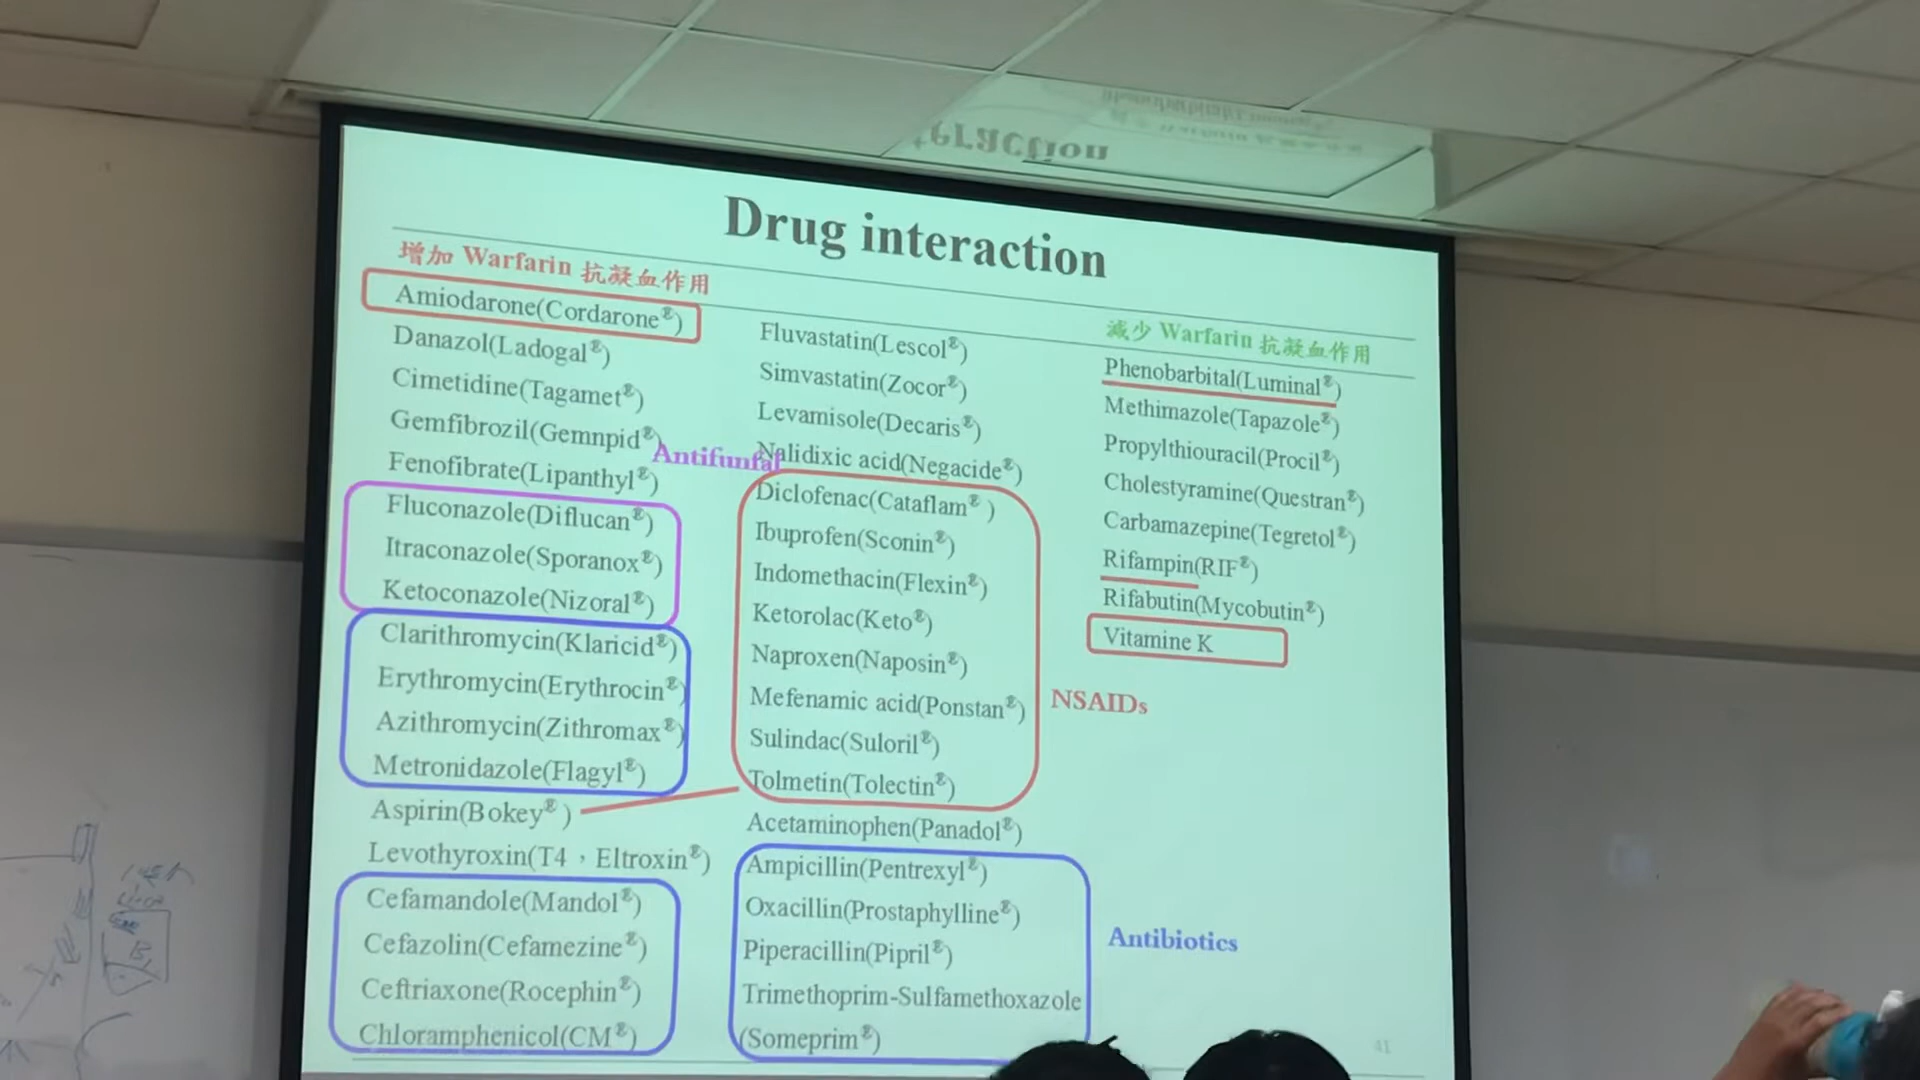 Drug interaction
增加 Warfarin 抗凝血作用
Amiodarone(Cordarone®)
Danazol(Ladogal®)
Cimetidine(Tagamet®)
Gemfibrozil(Gemnpid®)
Fenofibrate(Lipanthyl®)
Antifunfal
Fluconazole(Diflucan®)
Itraconazole(Sporanox®)
Ketoconazole(Nizoral®)
Clarithromycin(Klaricid®)
Erythromycin(Erythrocin®)
Azithromycin(Zithromax®)
Metronidazole(Flagyl®)
Aspirin(Bokey® )
Levothyroxin(T4,Eltroxin®)
Cefamandole(Mandol®)
Cefazolin(Cefamezine®)
Ceftriaxone(Rocephin®)
Chloramphenicol(CM®)
Fluvastatin(Lescol®)
Simvastatin(Zocor®)
Levamisole(Decaris®)
Nalidixic acid(Negacide®)
Diclofenac(Cataflam® )
Ibuprofen(Sconin®)
Indomethacin(Flexin®)
Ketorolac(Keto®)
Naproxen(Naposin®)
Mefenamic acid(Ponstan®)
Sulindac(Suloril®)
Tolmetin(Tolectin®)
NSAIDs
Acetaminophen(Panadol®)
Ampicillin(Pentrexyl®)
Oxacillin(Prostaphylline®)
Piperacillin(Pipril®)
Trimethoprim-Sulfamethoxazole
(Someprim®)
Antibiotics
減少 Warfarin 抗凝血作用
Phenobarbital(Luminal®)
Methimazole(Tapazole®)
Propylthiouracil(Procil®)
Cholestyramine(Questran®)
Carbamazepine(Tegretol®)
Rifampin(RIF®)
Rifabutin(Mycobutin®)
Vitamine K
41